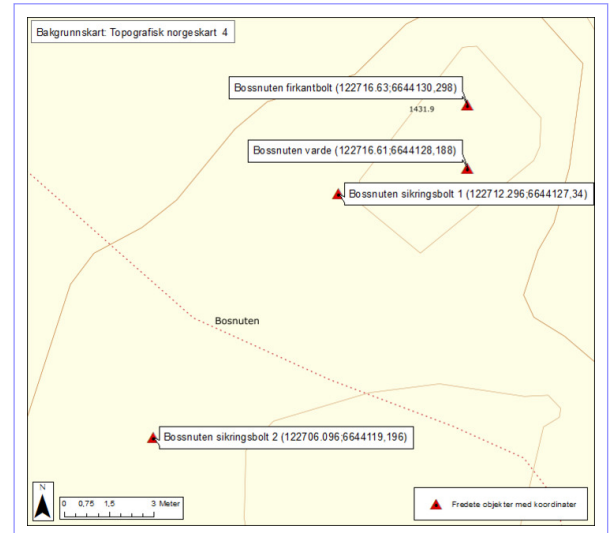 Bakgrunnskart: Topografisk norgeskart 4
Bossnuten firkantbolt (122716.63;6644130,298)
1431.9
Bossnuten varde (122716.61;6644128,188)
Bossnuten sikringsbolt 1 (122712.296;6644127,34)
Bosnuten
Bossnuten sikringsbolt 2 (122706.096;6644119,196)
N
0 0,75 1,5 3 Meter
Fredete objekter med koordinater